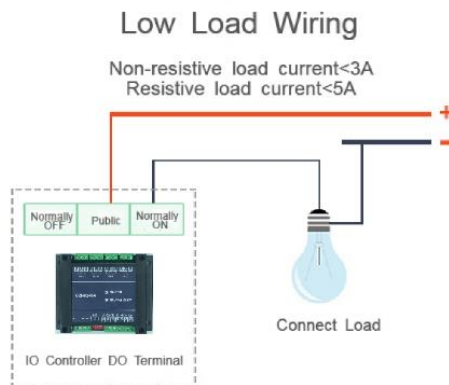 Low Load Wiring
Non-resistive load current<3A
Resistive load current<5A
+
-
Normally OFF
Public
Normally ON
Connect Load
IO Controller DO Terminal